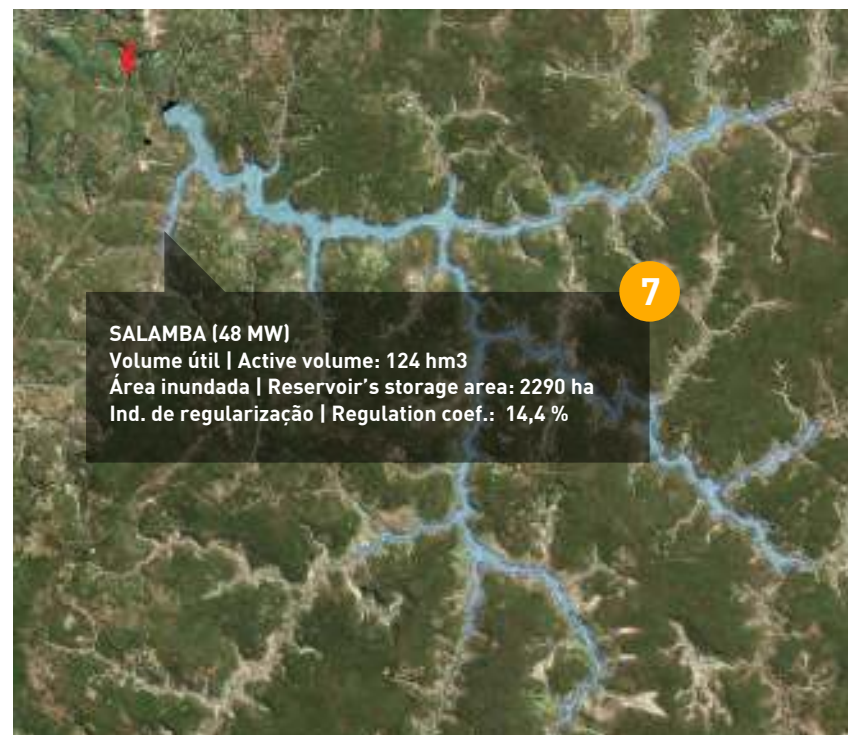 7
SALAMBA (48 MW)
Volume útil | Active volume: 124 hm3
Área inundada | Reservoir's storage area: 2290 ha
Ind. de regularização | Regulation coef.: 14,4 %